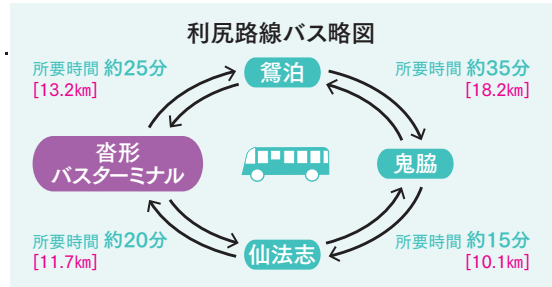 利尻路線バス略図
所要時間 約25分
[13.2km]
鴛泊
所要時間 約35分
[18.2km]
沓形
バスターミナル
鬼脇
所要時間 約20分
[11.7km]
仙法志
所要時間 約15分
[10.1km]